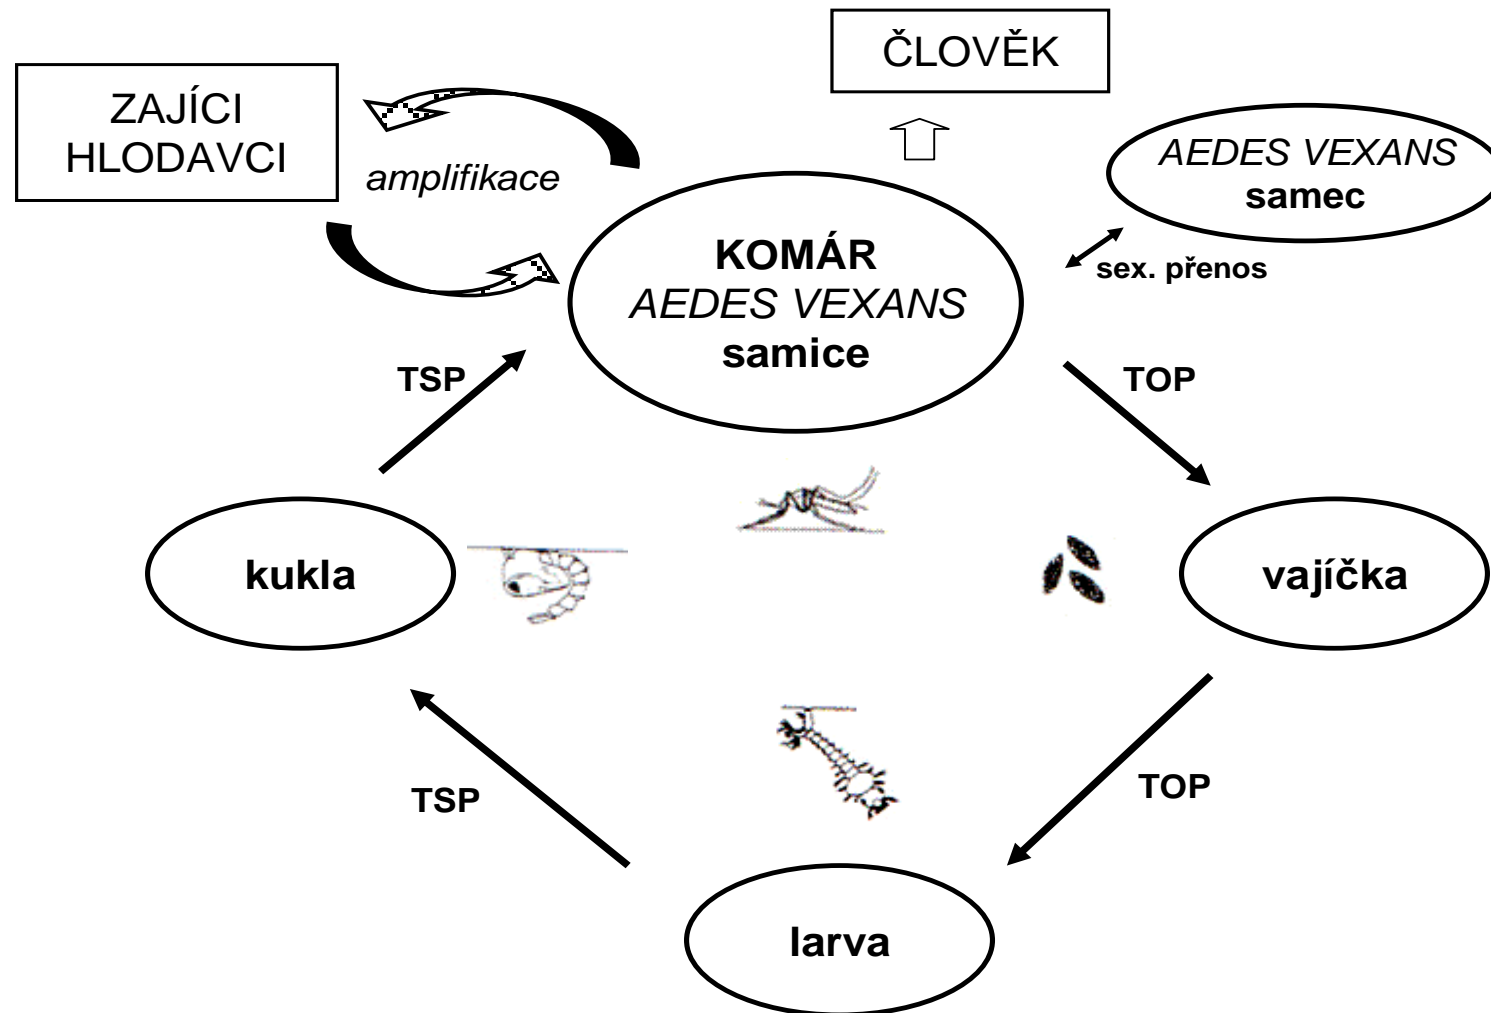 ČLOVĚK
ZAJÍCI
HLODAVCI
amplifikace
AEDES VEXANS
samec
sex. přenos
KOMÁR
AEDES VEXANS
samice
TSP
TOP
kukla
vajíčka
TSP
TOP
larva